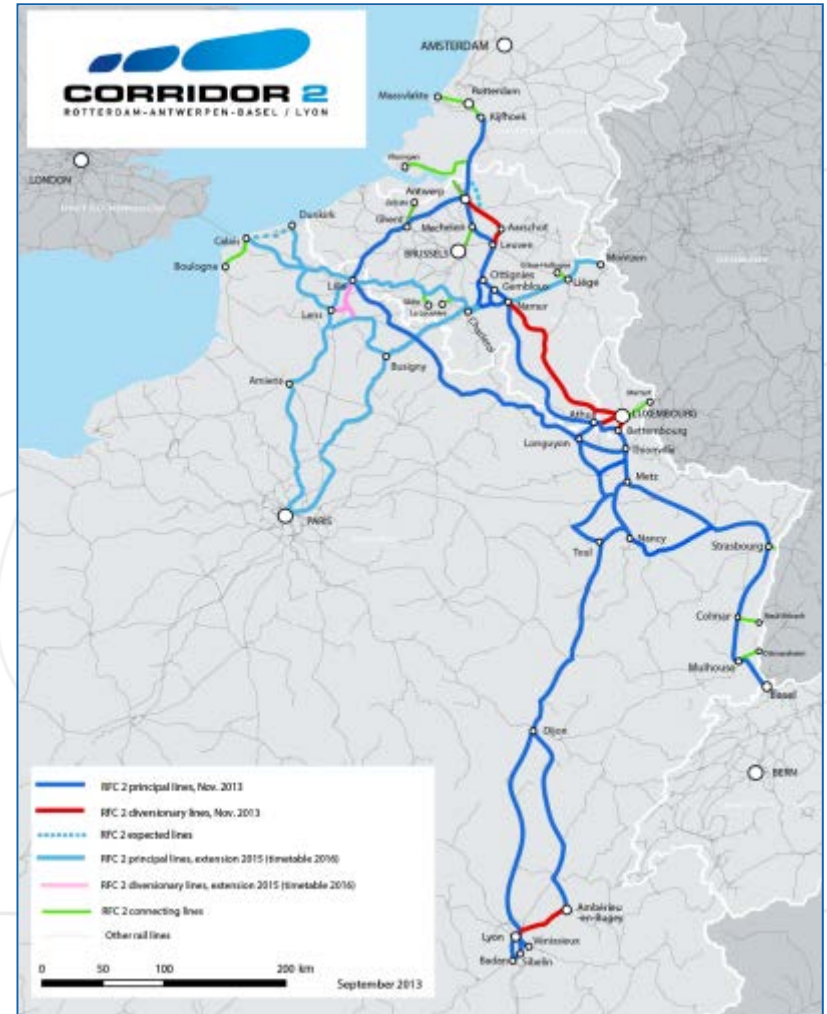 CORRIDOR 2
ROTTERDAM-ANTWERPEN-BASEL / LYON
AMSTERDAM
Maasvlakte
Rotterdam
Kijfhoek
LONDON
Antwerp
Dunkirk
Ghent
Mechelen
Aarschot
Calais
BRUSSELS
Leuven
Montzen
Boulogne
Ottignies
Liège
Lille
Gembloux
Namur
Lens
Charleroi
Busigny
Amiens
Athus
LUXEMBOURG
Bettembourg
Longuyon
Thionville
Metz
PARIS
Toul
Nancy
Strasbourg
Colmar
Mulhouse
Basel
Dijon
BERN
RFC 2 principal lines, Nov. 2013
RFC 2 diversionary lines, Nov. 2013
RFC 2 expected lines
RFC 2 principal lines, extension 2015 (timetable 2016)
RFC 2 diversionary lines, extension 2015 (timetable 2016)
RFC 2 connecting lines
Other rail lines
Ambérieu
-en-Bugey
Lyon
Vénissieux
Badan
Sibelin
0 50 100 200 km
September 2013